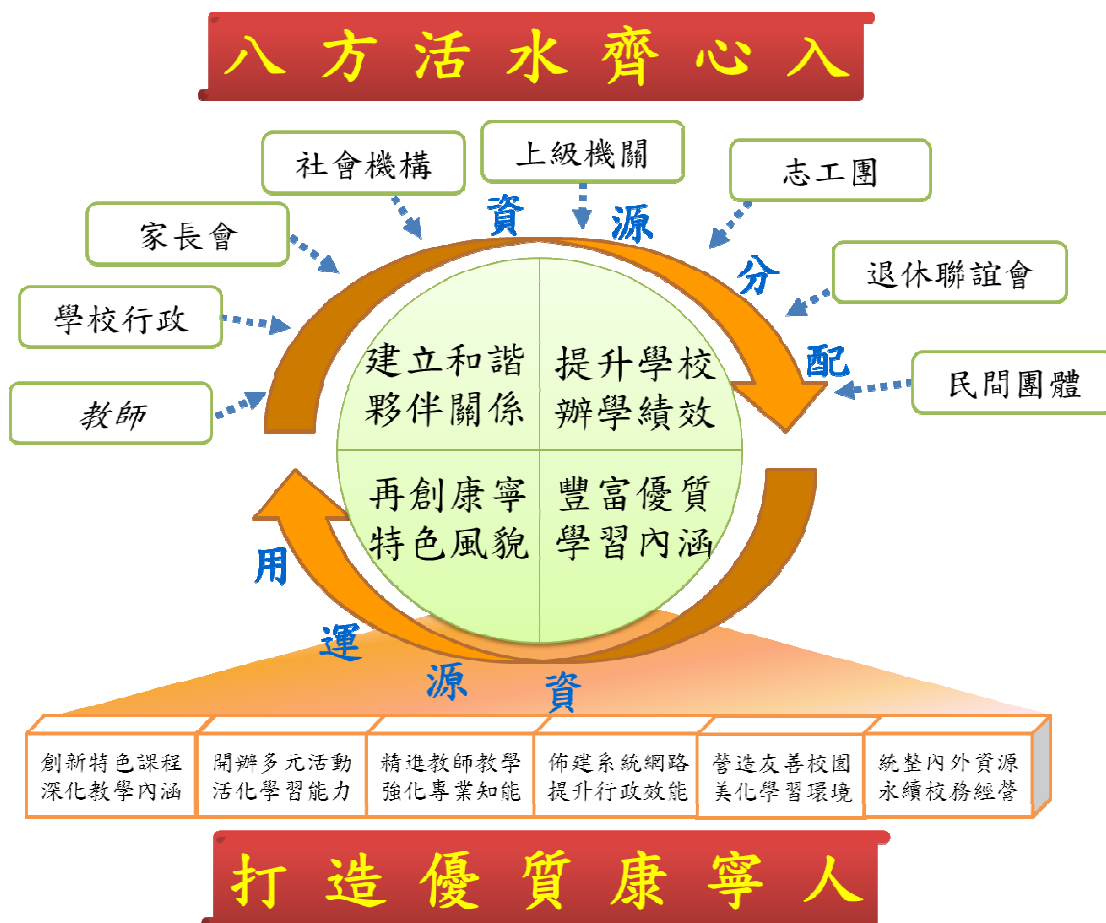 八方活水齊心入
上級機關
社會機構
志工團
家長會
退休聯誼會
學校行政
民間團體
教師
資源分配
建立和諧
夥伴關係
提升學校
辦學績效
再創康寧
特色風貌
豐富優質
學習內涵
資源運用
創新特色課程
深化教學內涵
開辦多元活動
活化學習能力
精進教師教學
強化專業知能
佈建系統網路
提升行政效能
營造友善校園
美化學習環境
統整內外資源
永續校務經營
打造優質康寧人